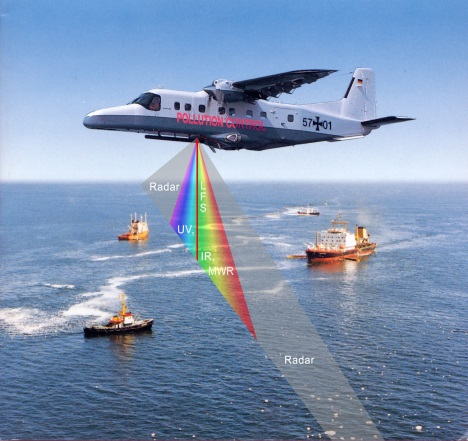 POLLUTION CONTROL
57 01
Radar
LFS
UV,
IR,
MWR
Radar